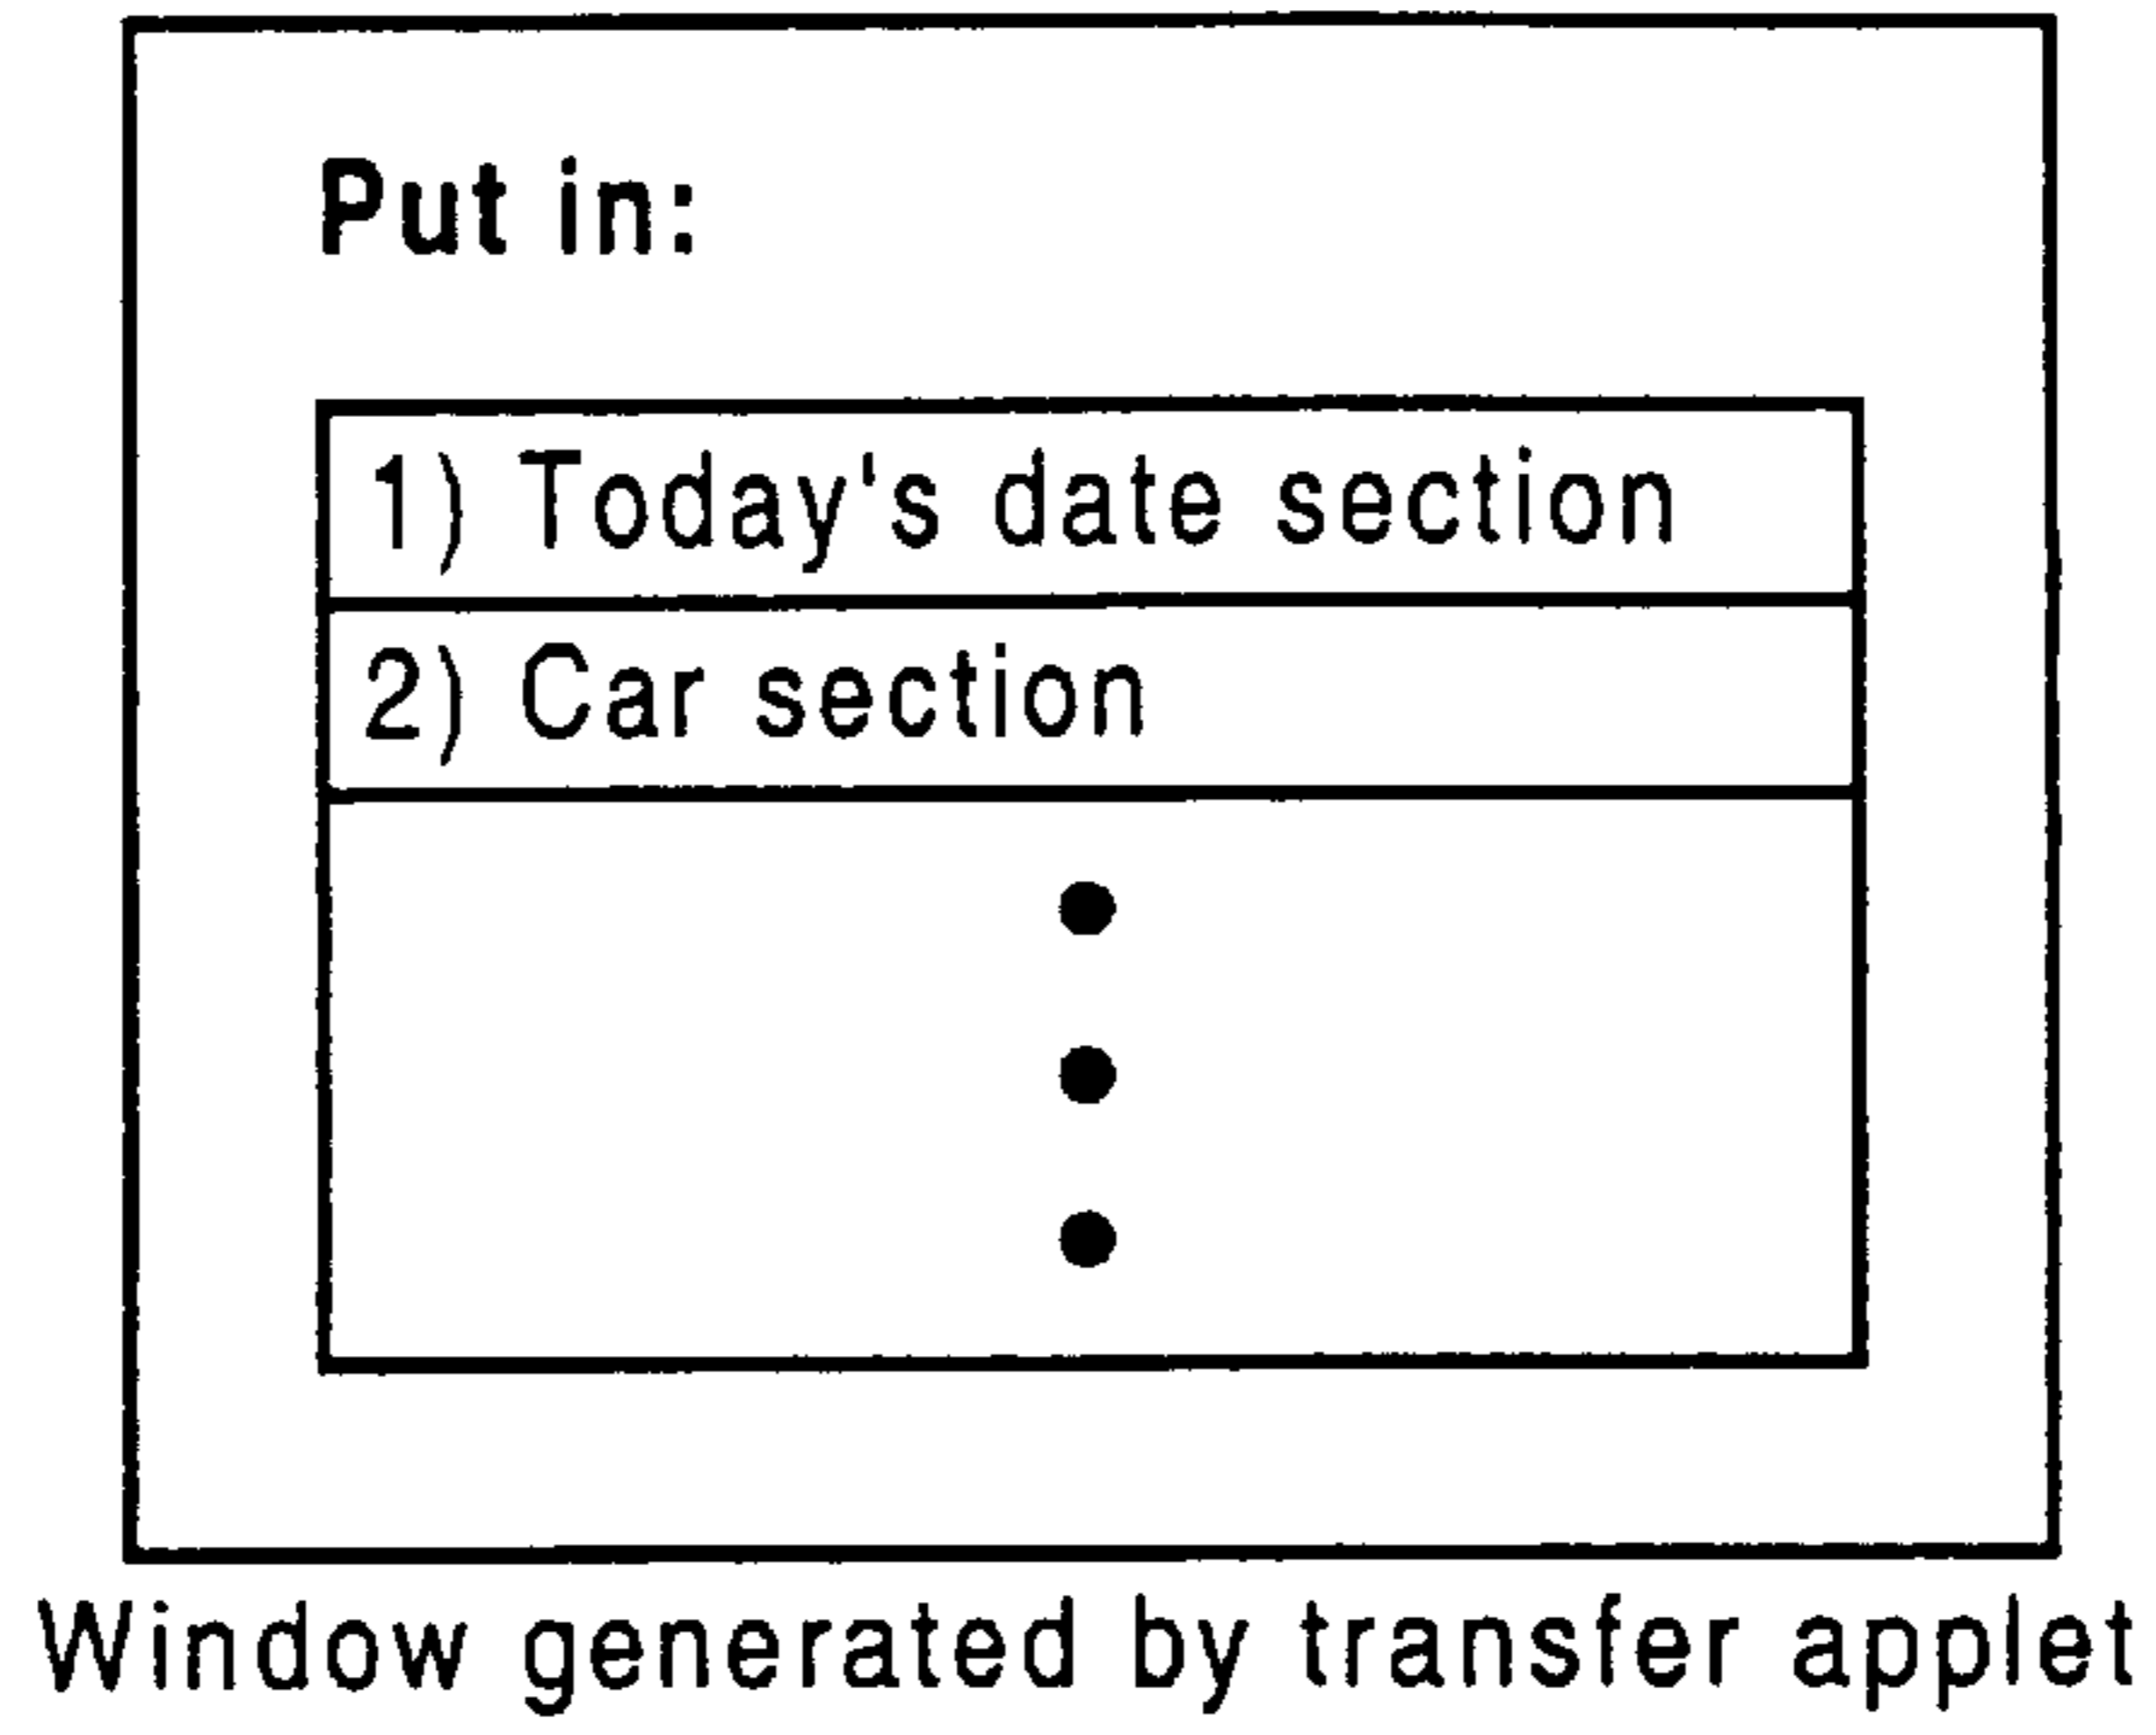 Put in:
1) Today's date section
2) Car section
Window generated by transfer applet